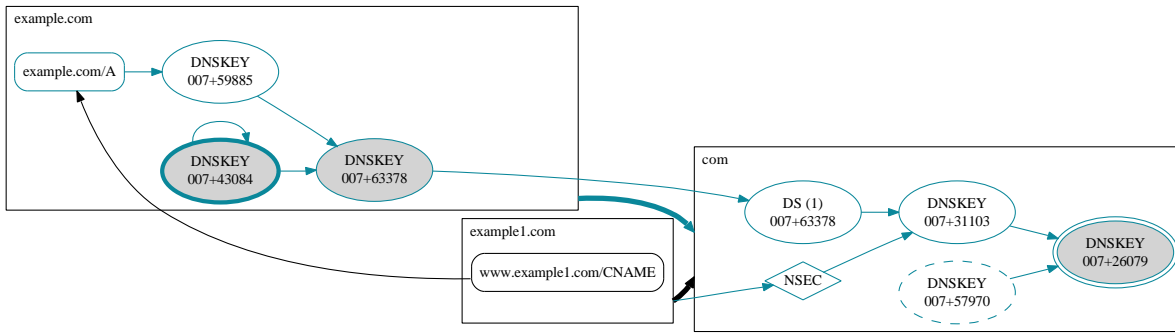 example.com
example.com/A
DNSKEY
007+59885
DNSKEY
007+43084
DNSKEY
007+63378
example1.com
www.example1.com/CNAME
com
DS (1)
007+63378
DNSKEY
007+31103
NSEC
DNSKEY
007+57970
DNSKEY
007+26079